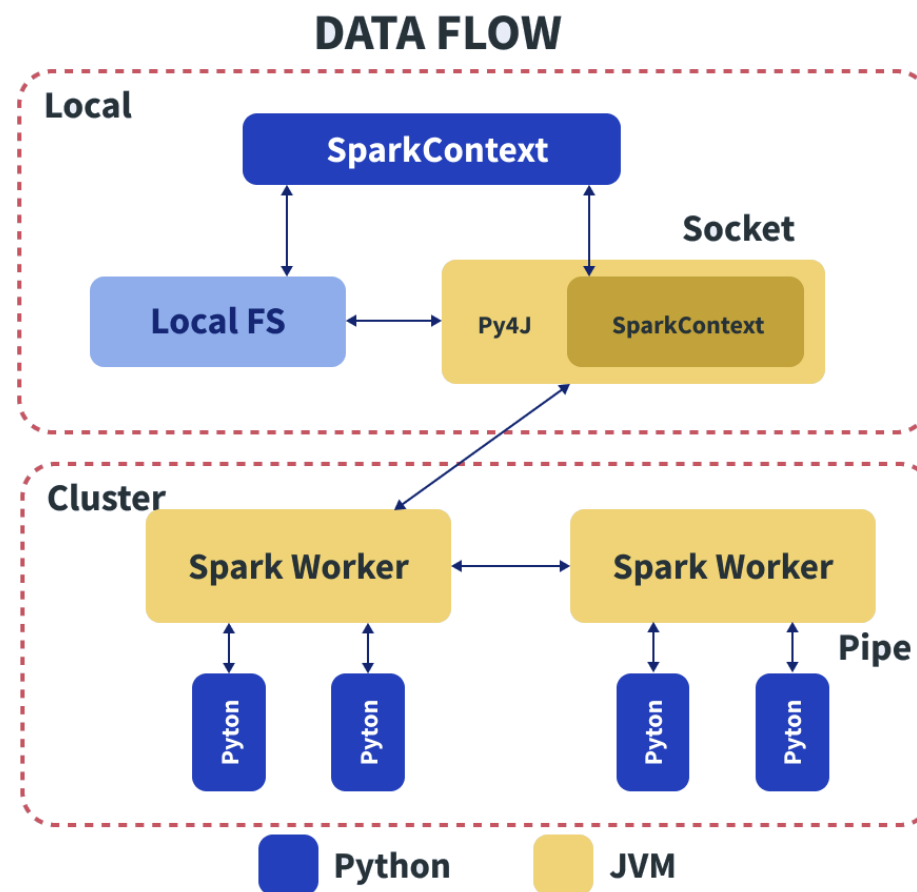 DATA FLOW
Local
SparkContext
Socket
Local FS
Py4J
SparkContext
Cluster
Spark Worker
Spark Worker
Pipe
Pyton
Pyton
Pyton
Pyton
Python
JVM